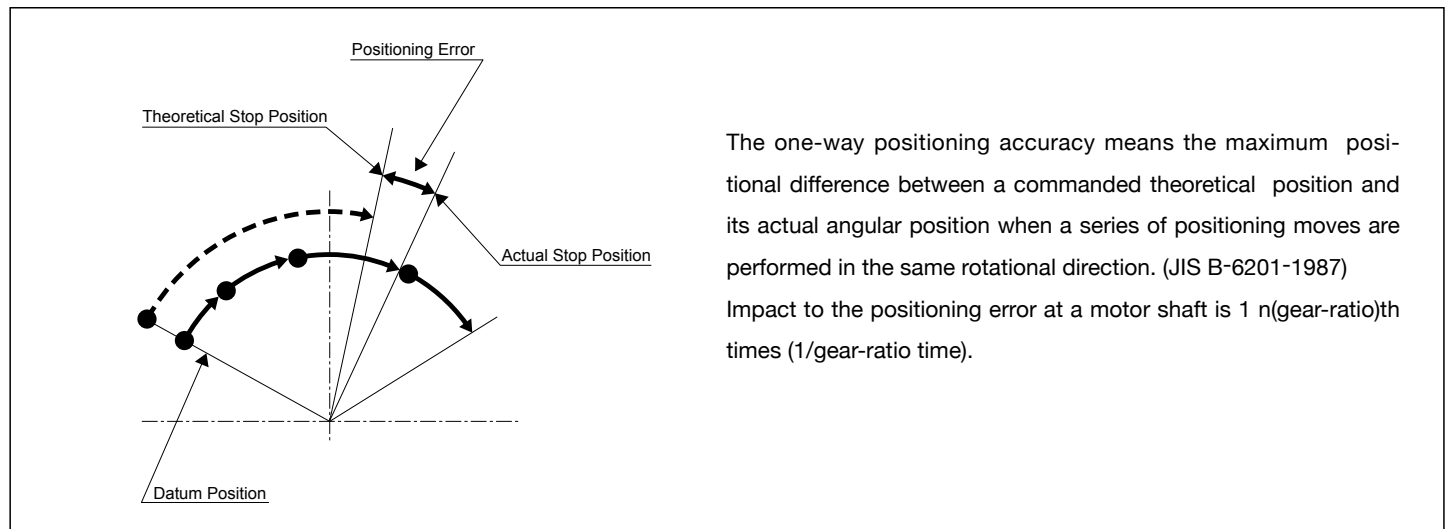 Positioning Error
Theoretical Stop Position
Actual Stop Position
Datum Position
The one-way positioning accuracy means the maximum posi-
tional difference between a commanded theoretical position and
its actual angular position when a series of positioning moves are
performed in the same rotational direction. (JIS B-6201-1987)
Impact to the positioning error at a motor shaft is 1 n(gear-ratio)th
times (1/gear-ratio time).